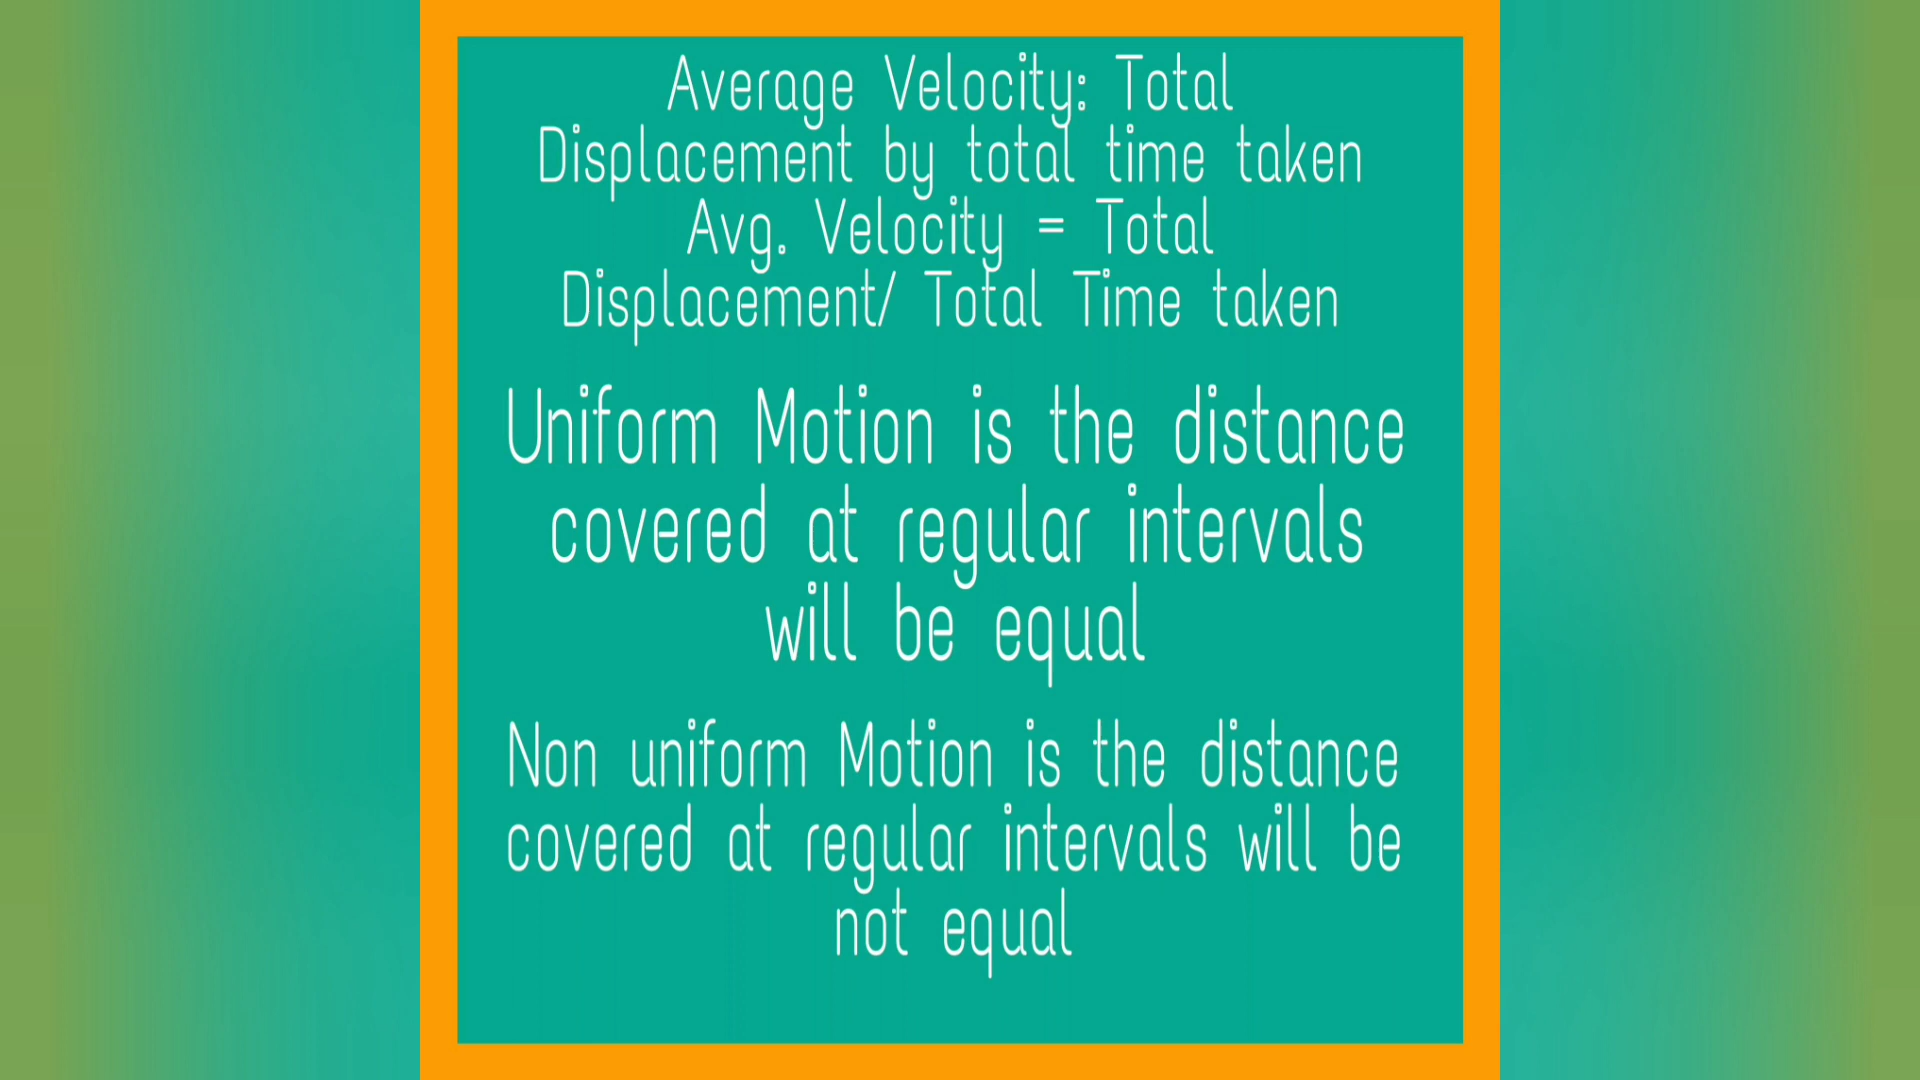 Average Velocity: Total
Displacement by total time taken
Avg. Velocity = Total
Displacement/ Total Time taken
Uniform Motion is the distance
covered at regular intervals
will be equal
Non uniform Motion is the distance
covered at regular intervals will be
not equal